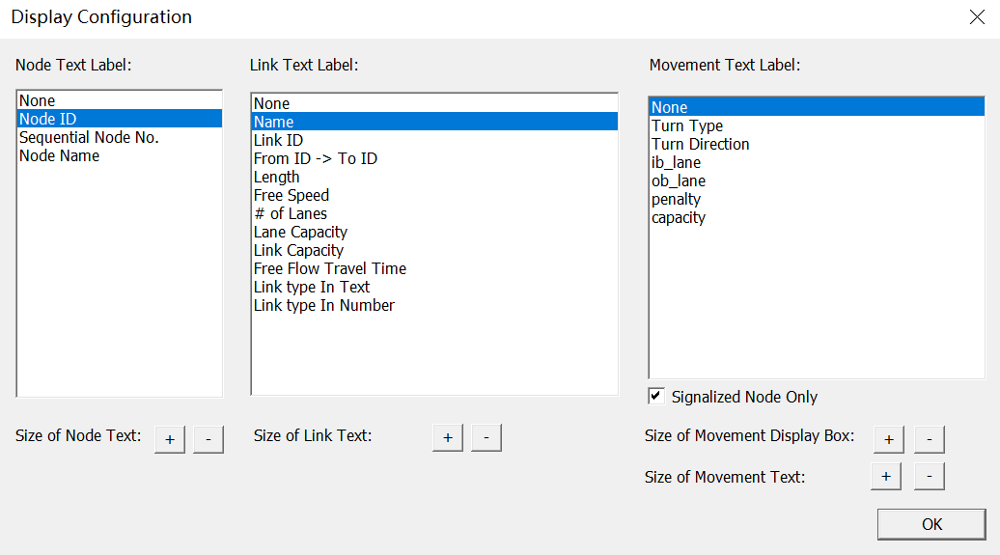 Display Configuration
Node Text Label:
None
Node ID
Sequential Node No.
Node Name
Size of Node Text:
+
-
Link Text Label:
None
Name
Link ID
From ID -> To ID
Length
Free Speed
# of Lanes
Lane Capacity
Link Capacity
Free Flow Travel Time
Link type In Text
Link type In Number
Size of Link Text:
+
-
Movement Text Label:
None
Turn Type
Turn Direction
ib_lane
ob_lane
penalty
capacity
Signalized Node Only
Size of Movement Display Box:
+
-
Size of Movement Text:
+
-
OK